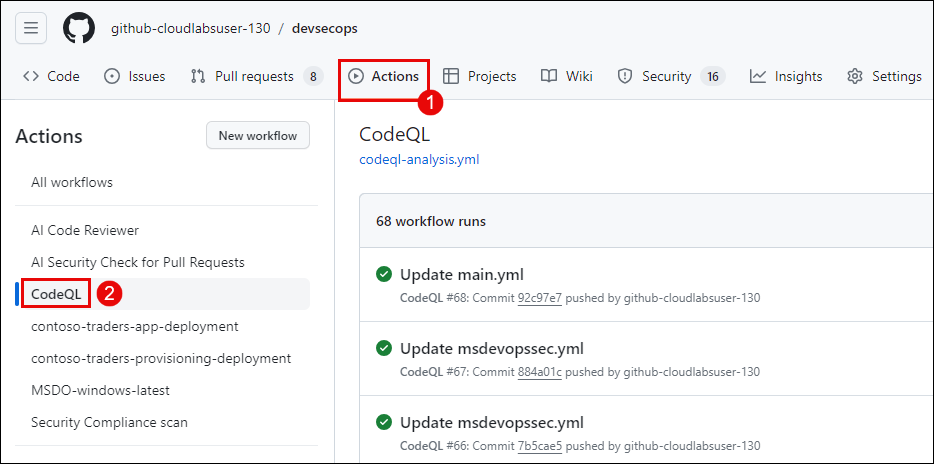 github-cloudlabsuser-130 / devsecops
Code Issues Pull requests 8 Actions Projects Wiki Security 16 Insights Settings
1
Actions New workflow
All workflows
AI Code Reviewer
AI Security Check for Pull Requests
CodeQL 2
contoso-traders-app-deployment
contoso-traders-provisioning-deployment
MSDO-windows-latest
Security Compliance scan
CodeQL
codeql-analysis.yml
68 workflow runs
Update main.yml
CodeQL #68: Commit 92c97e7 pushed by github-cloudlabsuser-130
Update msdevopssec.yml
CodeQL #67: Commit 884a01c pushed by github-cloudlabsuser-130
Update msdevopssec.yml
CodeQL #66: Commit 7b5cae5 pushed by github-cloudlabsuser-130